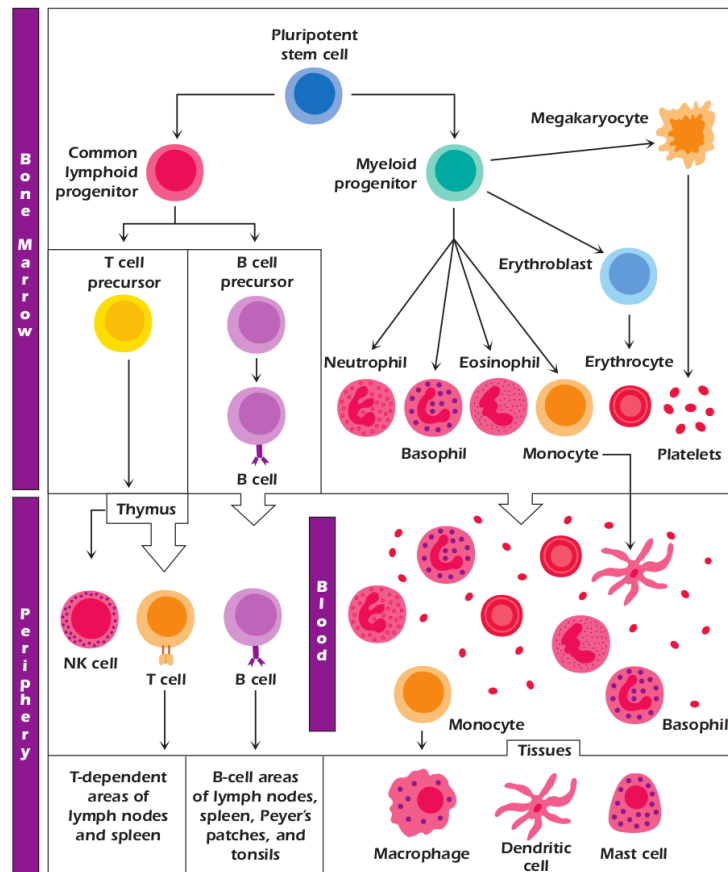 Bone Marrow
Pluripotent
stem cell
Megakaryocyte
Common
lymphoid
progenitor
Myeloid
progenitor
T cell
precursor
B cell
precursor
Erythroblast
Neutrophil
Eosinophil
Erythrocyte
Basophil
Monocyte
Platelets
B cell
Periphery
Thymus
Blood
NK cell
T cell
B cell
Monocyte
Basophil
Tissues
T-dependent
areas of
lymph nodes
and spleen
B-cell areas
of lymph nodes,
spleen, Peyer's
patches, and
tonsils
Macrophage
Dendritic
cell
Mast cell